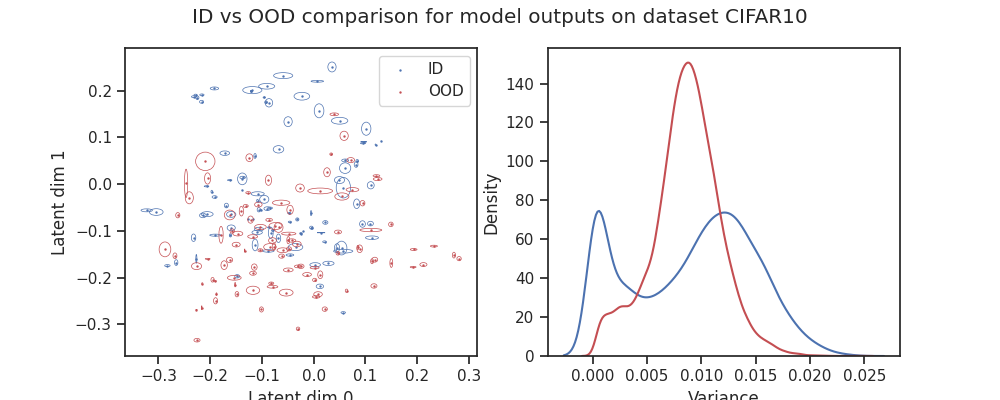 ID vs OOD comparison for model outputs on dataset CIFAR10
ID
OOD
Latent dim 1
0.2
0.1
0.0
−0.1
−0.2
−0.3
−0.3 −0.2 −0.1 0.0 0.1 0.2 0.3
Latent dim 0
Density
140
120
100
80
60
40
20
0
0.000 0.005 0.010 0.015 0.020 0.025
Variance